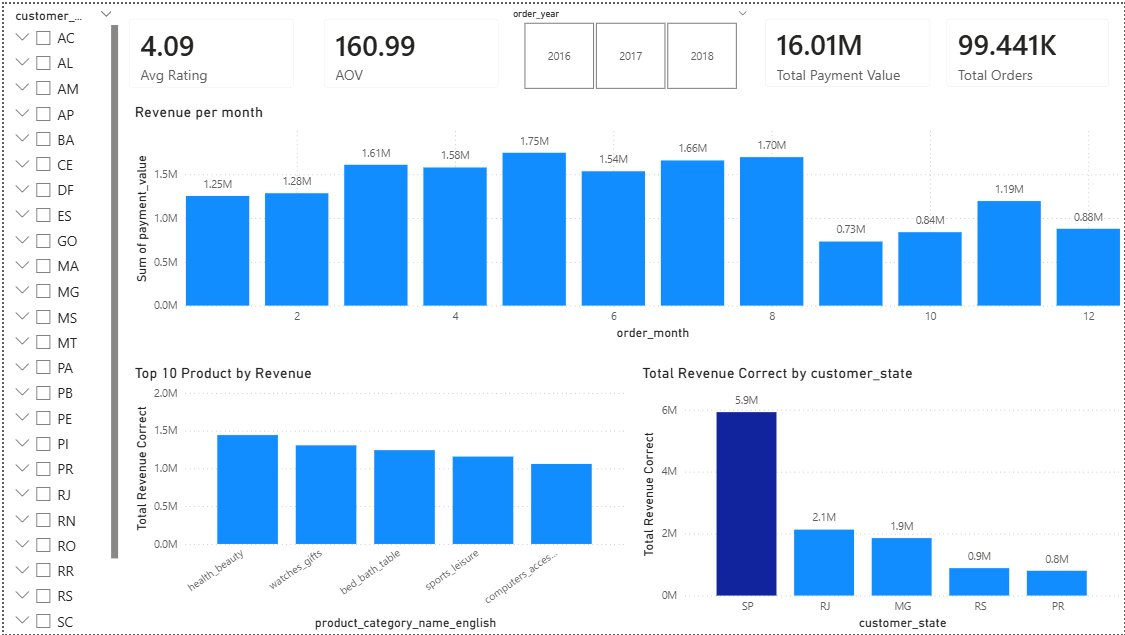 customer_...
AC
AL
AM
AP
BA
CE
DF
ES
GO
MA
MG
MS
MT
PA
PB
PE
PI
PR
RJ
RN
RO
RR
RS
SC
4.09
Avg Rating
160.99
AOV
order_year
2016 2017 2018
16.01M
Total Payment Value
99.441K
Total Orders
Revenue per month
Sum of payment_value
1.5M
1.0M
0.5M
0.0M
1.25M 1.28M 1.61M 1.58M 1.75M 1.54M 1.66M 1.70M 0.73M 0.84M 1.19M 0.88M
2 4 6 8 10 12
order_month
Top 10 Product by Revenue
Total Revenue Correct
2.0M
1.5M
1.0M
0.5M
0.0M
health_beauty
watches_gifts
bed_bath_table
sports_leisure
computers_acces...
product_category_name_english
Total Revenue Correct by customer_state
Total Revenue Correct
6M
4M
2M
0M
5.9M 2.1M 1.9M 0.9M 0.8M
SP RJ MG RS PR
customer_state